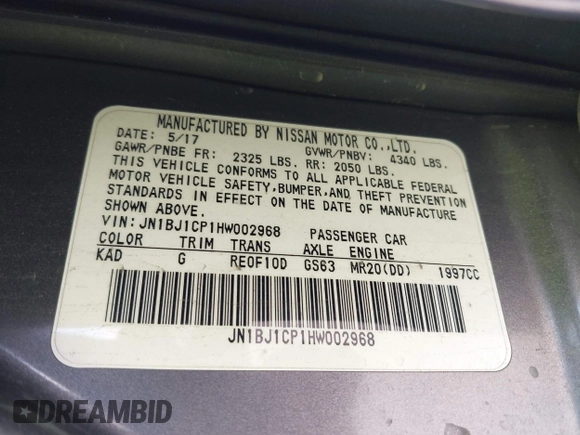 MANUFACTURED BY NISSAN MOTOR CO.,LTD.
DATE: 5/17 GVWR/PNBV: 4340 LBS.
GAWR/PNBE FR: 2325 LBS. RR: 2050 LBS.
THIS VEHICLE CONFORMS TO ALL APPLICABLE FEDERAL
MOTOR VEHICLE SAFETY,BUMPER,AND THEFT PREVENTION
STANDARDS IN EFFECT ON THE DATE OF MANUFACTURE
SHOWN ABOVE.
VIN: JN1BJ1CP1HW002968 PASSENGER CAR
COLOR TRIM TRANS AXLE ENGINE
KAD G RE0F10D GS63 MR20(DD) 1997CC
JN1BJ1CP1HW002968
DREAMBID